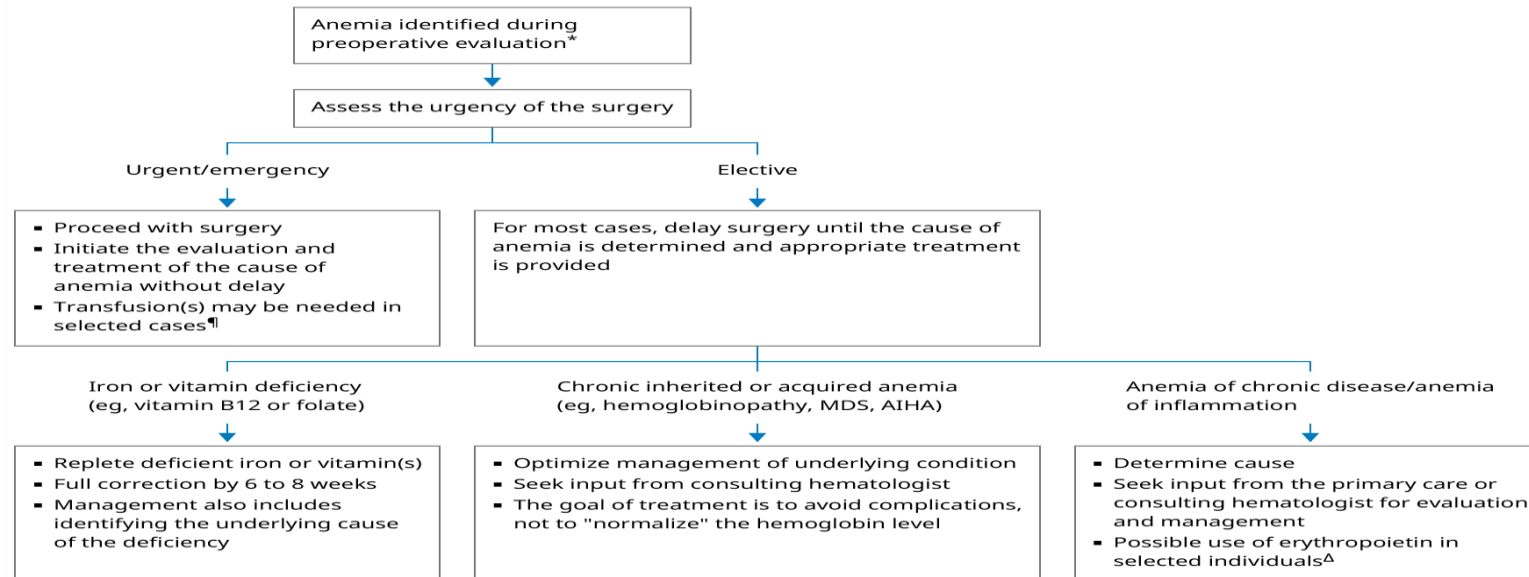 Anemia identified during
preoperative evaluation*
Assess the urgency of the surgery
Urgent/emergency
Elective
▪ Proceed with surgery
▪ Initiate the evaluation and
treatment of the cause of
anemia without delay
▪ Transfusion(s) may be needed in
selected cases¶
For most cases, delay surgery until the cause of
anemia is determined and appropriate treatment
is provided
Iron or vitamin deficiency
(eg, vitamin B12 or folate)
Chronic inherited or acquired anemia
(eg, hemoglobinopathy, MDS, AIHA)
Anemia of chronic disease/anemia
of inflammation
▪ Replete deficient iron or vitamin(s)
▪ Full correction by 6 to 8 weeks
▪ Management also includes
identifying the underlying cause
of the deficiency
▪ Optimize management of underlying condition
▪ Seek input from consulting hematologist
▪ The goal of treatment is to avoid complications,
not to "normalize" the hemoglobin level
▪ Determine cause
▪ Seek input from the primary care or
consulting hematologist for evaluation
and management
▪ Possible use of erythropoietin in
selected individualsΔ